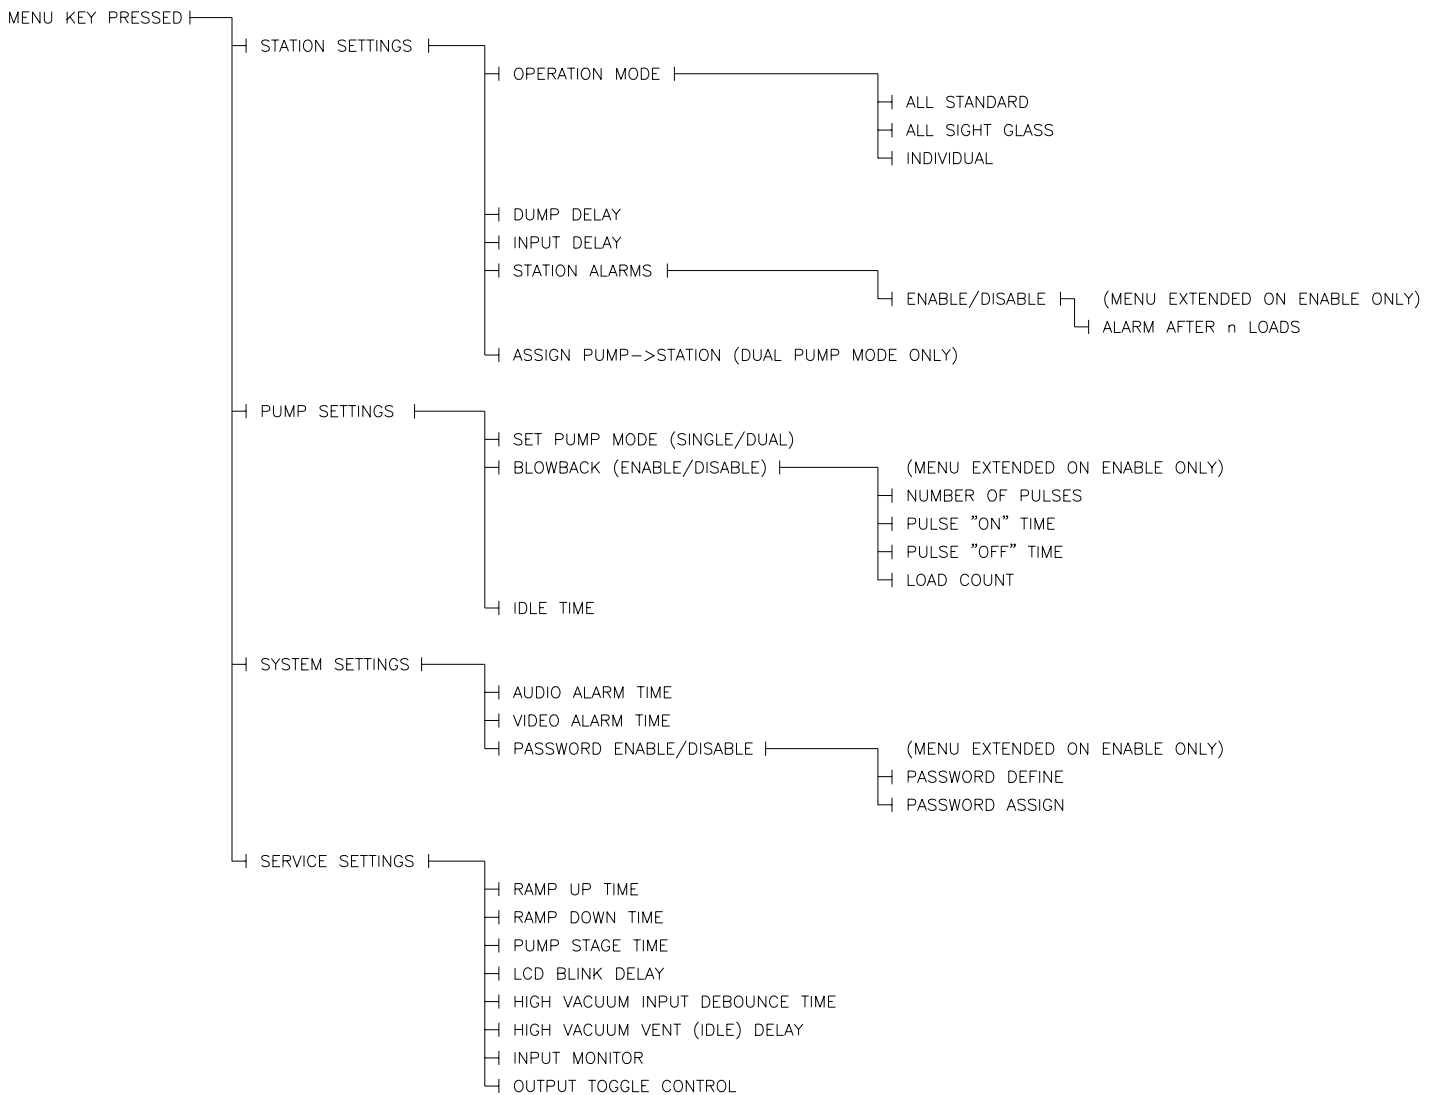 MENU KEY PRESSED
STATION SETTINGS
OPERATION MODE
ALL STANDARD
ALL SIGHT GLASS
INDIVIDUAL
DUMP DELAY
INPUT DELAY
STATION ALARMS
ENABLE/DISABLE (MENU EXTENDED ON ENABLE ONLY)
ALARM AFTER n LOADS
ASSIGN PUMP->STATION (DUAL PUMP MODE ONLY)
PUMP SETTINGS
SET PUMP MODE (SINGLE/DUAL)
BLOWBACK (ENABLE/DISABLE) (MENU EXTENDED ON ENABLE ONLY)
NUMBER OF PULSES
PULSE "ON" TIME
PULSE "OFF" TIME
LOAD COUNT
IDLE TIME
SYSTEM SETTINGS
AUDIO ALARM TIME
VIDEO ALARM TIME
PASSWORD ENABLE/DISABLE (MENU EXTENDED ON ENABLE ONLY)
PASSWORD DEFINE
PASSWORD ASSIGN
SERVICE SETTINGS
RAMP UP TIME
RAMP DOWN TIME
PUMP STAGE TIME
LCD BLINK DELAY
HIGH VACUUM INPUT DEBOUNCE TIME
HIGH VACUUM VENT (IDLE) DELAY
INPUT MONITOR
OUTPUT TOGGLE CONTROL